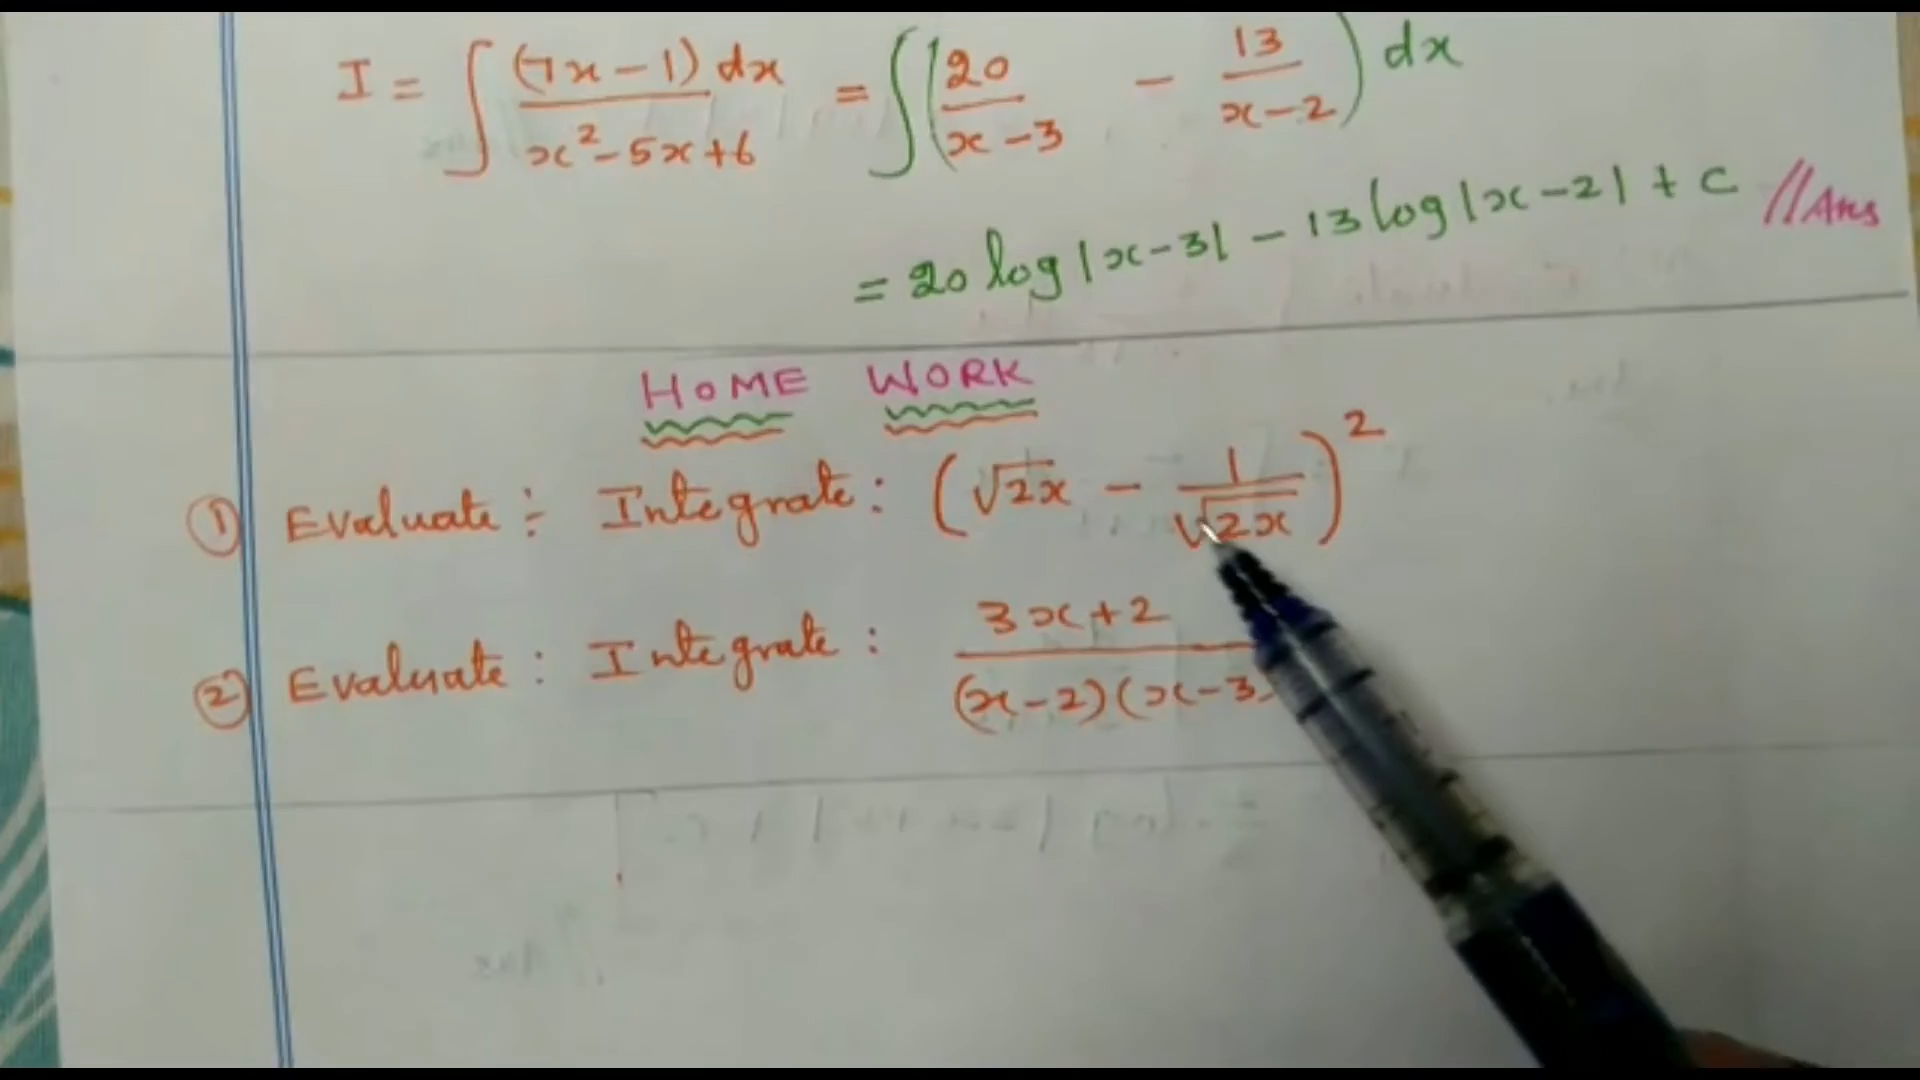 I = ∫ (7x-1) dx / x²-5x+6 = ∫(20/x-3 - 13/x-2) dx
= 20 log|x-3| - 13 log|x-2| + c //Ans
HOME WORK
① Evaluate : Integrate : (√2x - 1/√2x)²
② Evaluate : Integrate : 3x+2 / (x-2)(x-3)